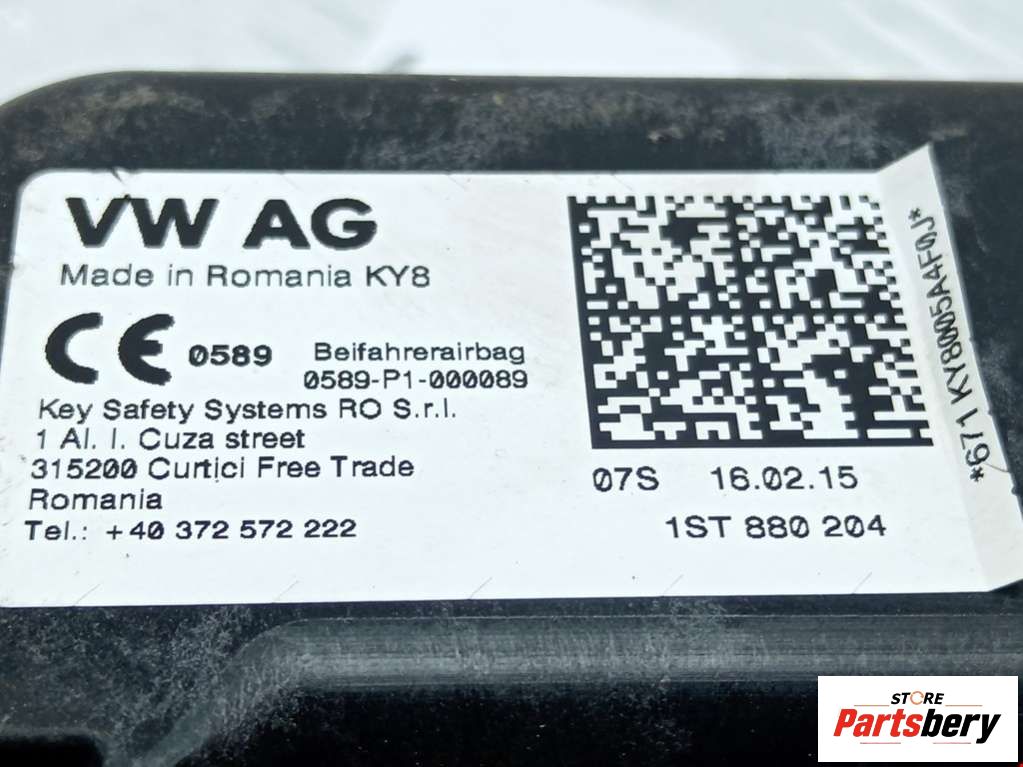 VW AG
Made in Romania KY8
CE 0589 Beifahrerairbag
0589-P1-000089
Key Safety Systems RO S.r.l.
1 Al. I. Cuza street
315200 Curtici Free Trade
Romania
Tel.: +40 372 572 222
07S 16.02.15
1ST 880 204
*671 KY80005A4F0J*
STORE
Partsbery